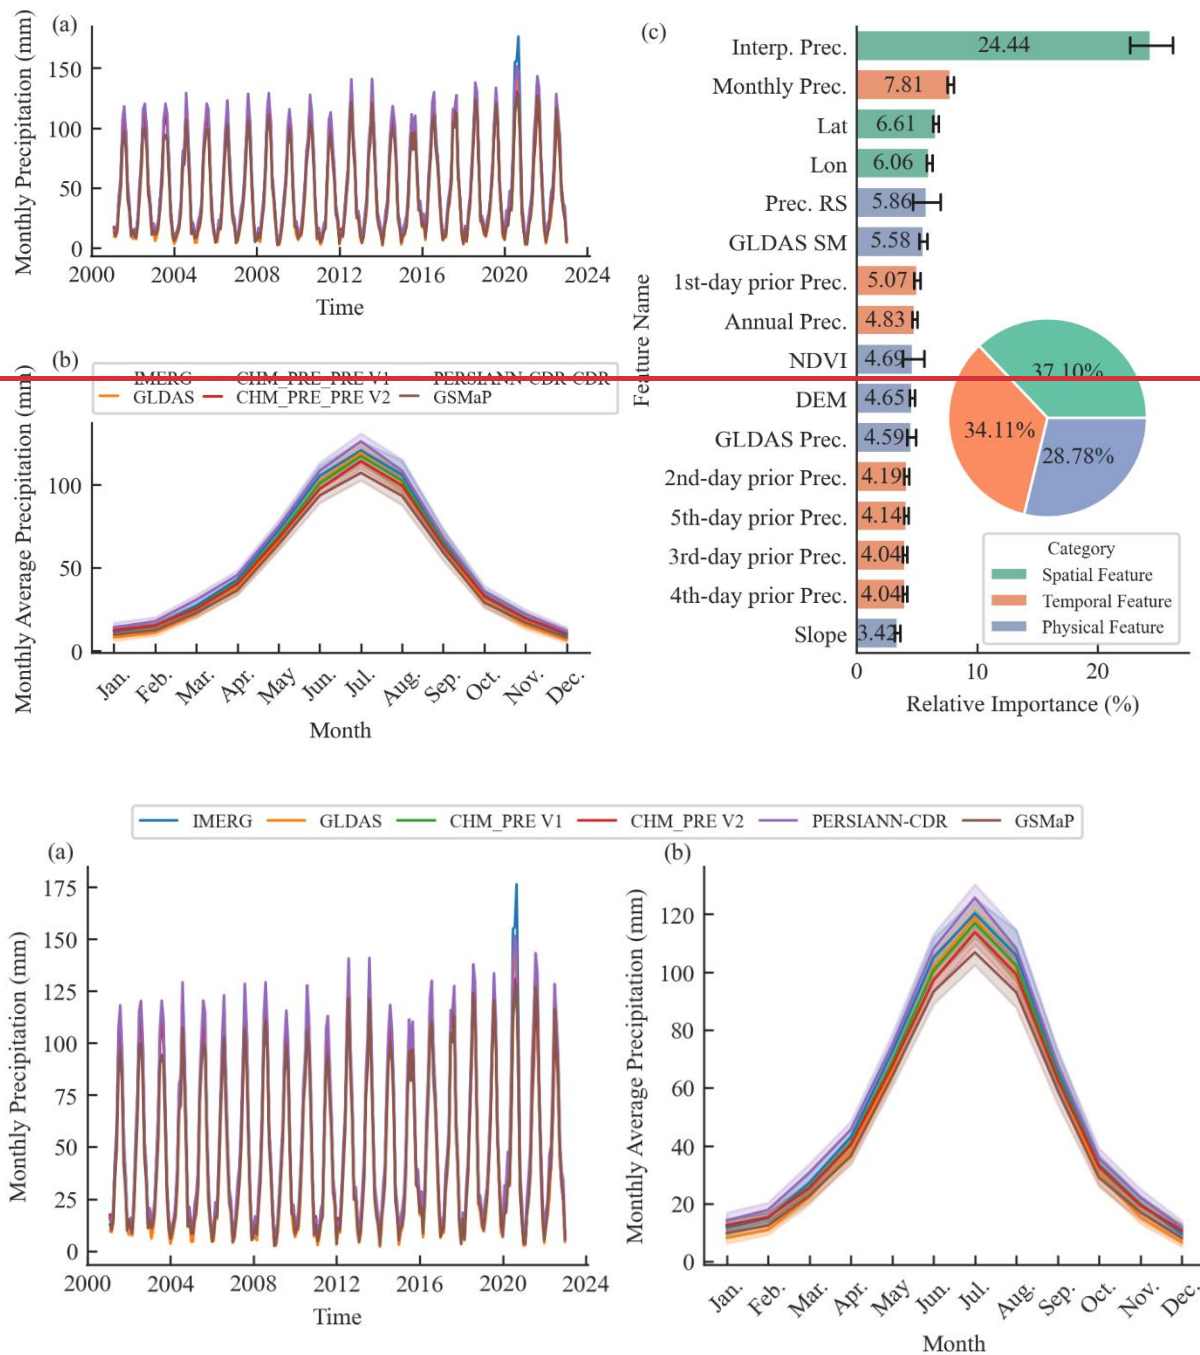 (a)
Monthly Precipitation (mm)
150
100
50
0
2000 2004 2008 2012 2016 2020 2024
Time
(b)
IMERG CHM_PRE_PRE V1 PERSIANN-CDR-CDR
GLDAS CHM_PRE_PRE V2 GSMaP
Monthly Average Precipitation (mm)
100
50
0
Jan. Feb. Mar. Apr. May Jun. Jul. Aug. Sep. Oct. Nov. Dec.
Month
(c)
Feature Name
Interp. Prec. 24.44
Monthly Prec. 7.81
Lat 6.61
Lon 6.06
Prec. RS 5.86
GLDAS SM 5.58
1st-day prior Prec. 5.07
Annual Prec. 4.83
NDVI 4.69
DEM 4.65
GLDAS Prec. 4.59
2nd-day prior Prec. 4.19
5th-day prior Prec. 4.14
3rd-day prior Prec. 4.04
4th-day prior Prec. 4.04
Slope 3.42
37.10%
34.11%
28.78%
Category
Spatial Feature
Temporal Feature
Physical Feature
0 10 20
Relative Importance (%)
IMERG GLDAS CHM_PRE V1 CHM_PRE V2 PERSIANN-CDR GSMaP
(a)
Monthly Precipitation (mm)
175
150
125
100
75
50
25
0
2000 2004 2008 2012 2016 2020 2024
Time
(b)
Monthly Average Precipitation (mm)
120
100
80
60
40
20
0
Jan. Feb. Mar. Apr. May Jun. Jul. Aug. Sep. Oct. Nov. Dec.
Month